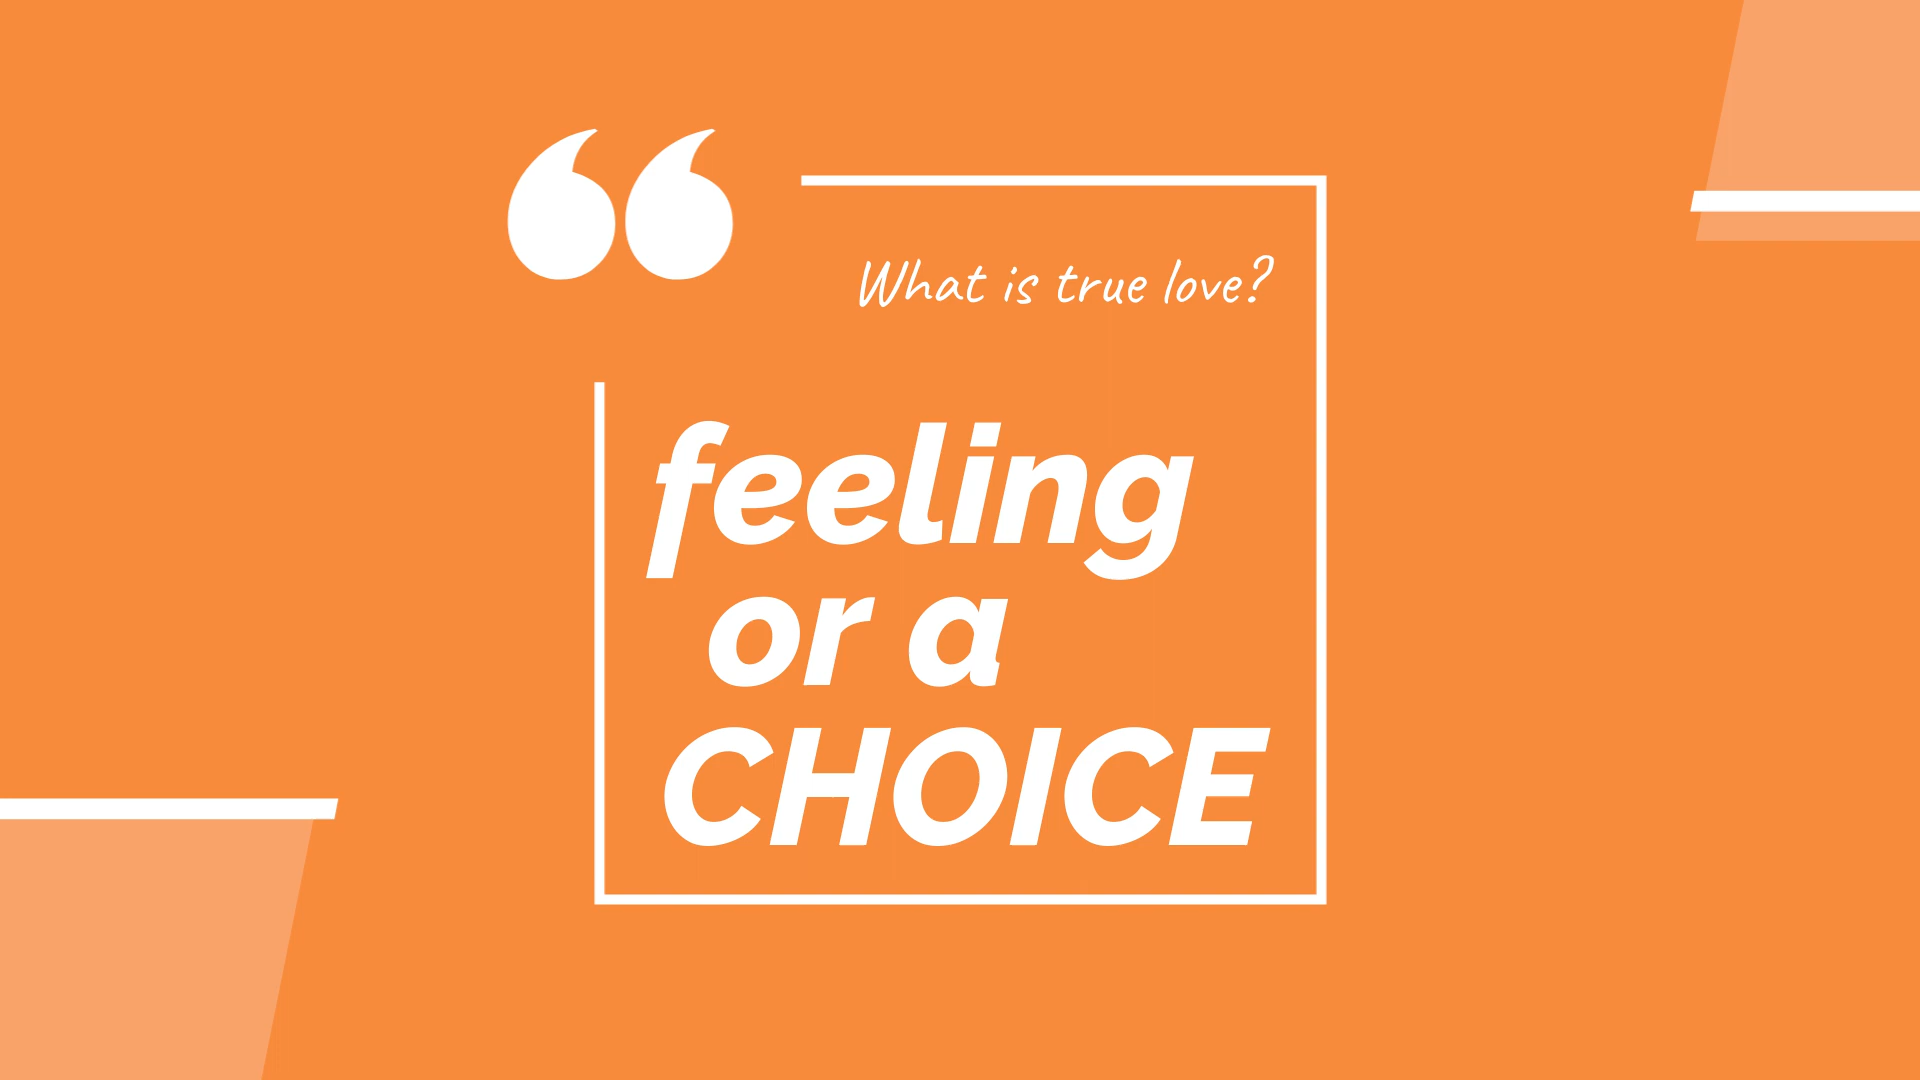 “
What is true love?
feeling
or a
CHOICE